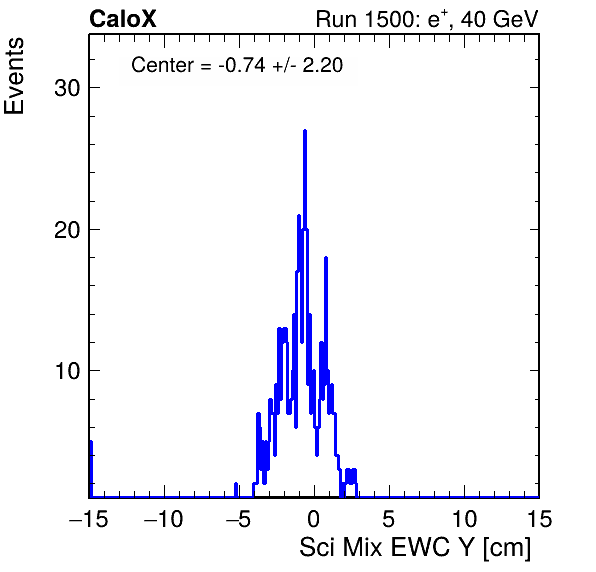 CaloX
Run 1500: e⁺, 40 GeV
Events
Center = -0.74 +/- 2.20
30
20
10
−15 −10 −5 0 5 10 15
Sci Mix EWC Y [cm]